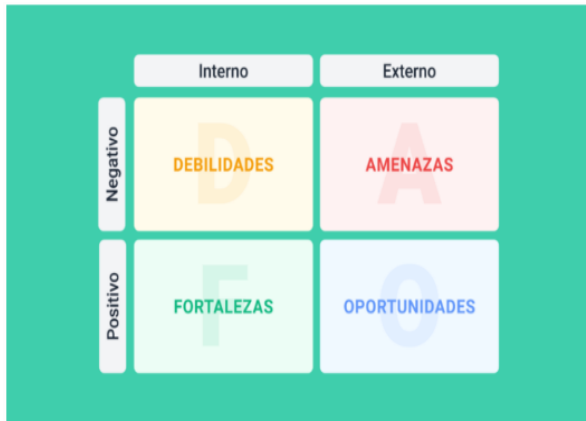 Interno Externo
Negativo
D A
DEBILIDADES AMENAZAS
Positivo
F O
FORTALEZAS OPORTUNIDADES